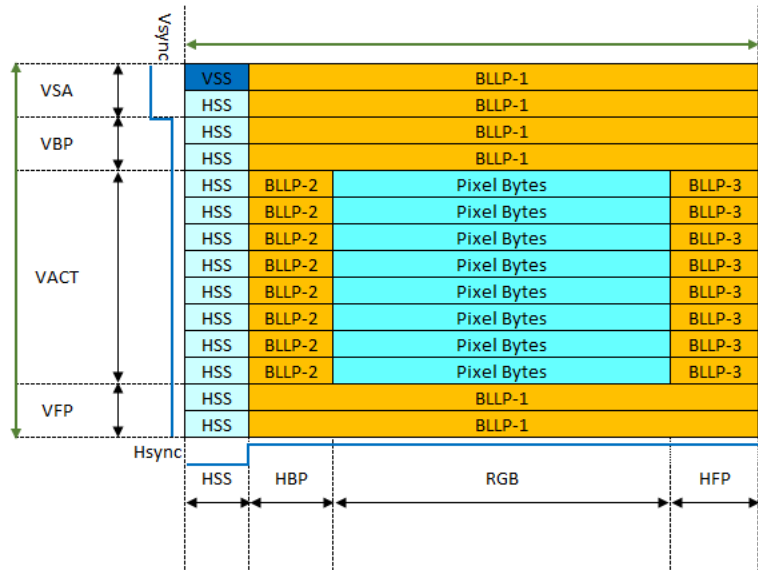 Vsync
VSS BLLP-1
VSA
HSS BLLP-1
HSS BLLP-1
VBP
HSS BLLP-1
HSS BLLP-2 Pixel Bytes BLLP-3
HSS BLLP-2 Pixel Bytes BLLP-3
HSS BLLP-2 Pixel Bytes BLLP-3
HSS BLLP-2 Pixel Bytes BLLP-3
VACT
HSS BLLP-2 Pixel Bytes BLLP-3
HSS BLLP-2 Pixel Bytes BLLP-3
HSS BLLP-2 Pixel Bytes BLLP-3
HSS BLLP-2 Pixel Bytes BLLP-3
HSS BLLP-1
VFP
HSS BLLP-1
Hsync
HSS HBP RGB HFP